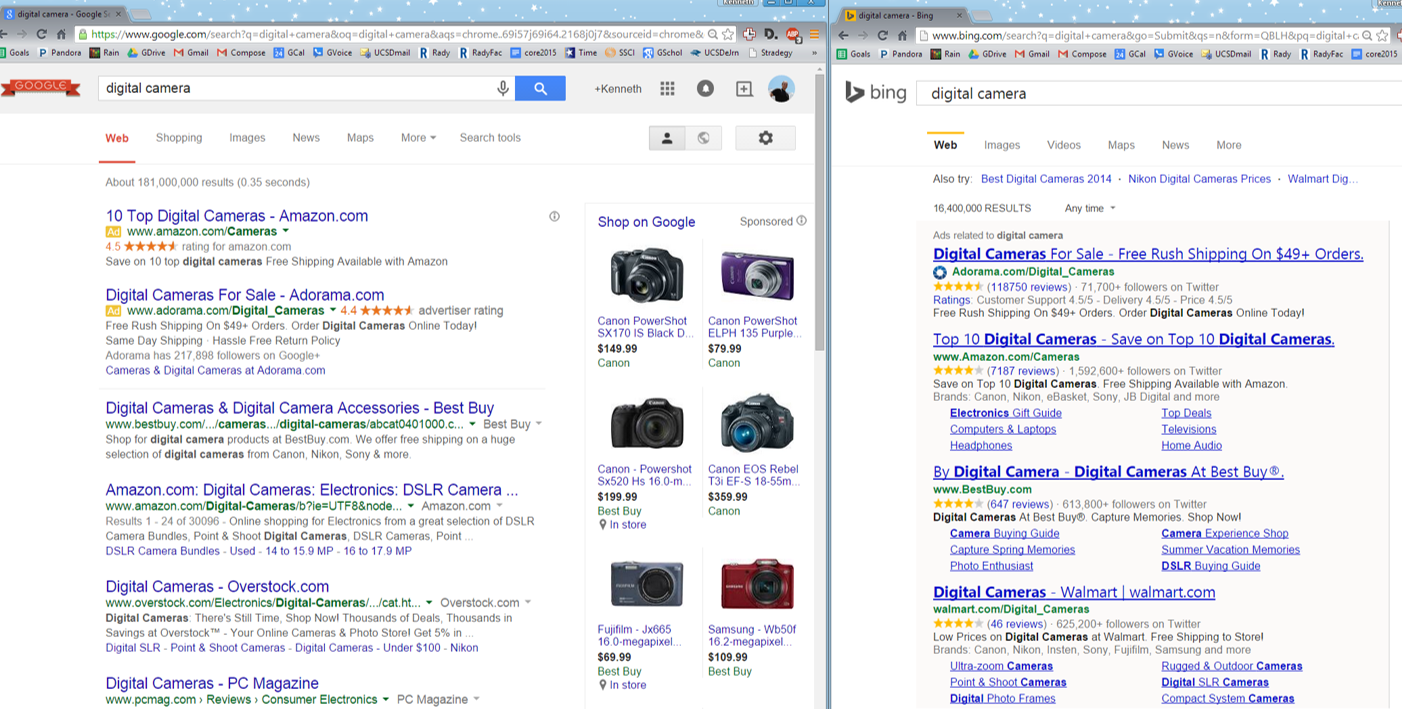 digital camera - Google Se
Kenneth
https://www.google.com/search?q=digital+camera&oq=digital+camera&aqs=chrome..69i57j69i64.2168j0j7&sourceid=chrome&
Goals
Pandora
Rain
GDrive
Gmail
Compose
GCal
GVoice
UCSDmail
Rady
RadyFac
core2015
Time
SSCI
GSchol
UCSDeJrn
Stradegy
»
GOOGLE
digital camera
+Kenneth
Web
Shopping
Images
News
Maps
More
Search tools
About 181,000,000 results (0.35 seconds)
10 Top Digital Cameras - Amazon.com
Ad www.amazon.com/Cameras
4.5 ★★★★★ rating for amazon.com
Save on 10 top digital cameras Free Shipping Available with Amazon
Digital Cameras For Sale - Adorama.com
Ad www.adorama.com/Digital_Cameras 4.4 ★★★★★ advertiser rating
Free Rush Shipping On $49+ Orders. Order Digital Cameras Online Today!
Same Day Shipping · Hassle Free Return Policy
Adorama has 217,898 followers on Google+
Cameras & Digital Cameras at Adorama.com
Digital Cameras & Digital Camera Accessories - Best Buy
www.bestbuy.com/.../cameras.../digital-cameras/abcat0401000.c... Best Buy
Shop for digital camera products at BestBuy.com. We offer free shipping on a huge
selection of digital cameras from Canon, Nikon, Sony & more.
Amazon.com: Digital Cameras: Electronics: DSLR Camera ...
www.amazon.com/Digital-Cameras/b?ie=UTF8&node... Amazon.com
Results 1 - 24 of 30096 - Online shopping for Electronics from a great selection of DSLR
Camera Bundles, Point & Shoot Digital Cameras, DSLR Cameras, Point ...
DSLR Camera Bundles - Used - 14 to 15.9 MP - 16 to 17.9 MP
Digital Cameras - Overstock.com
www.overstock.com/Electronics/Digital-Cameras/.../cat.ht... Overstock.com
Digital Cameras: There's Still Time, Shop Now! Thousands of Deals, Thousands in
Savings at Overstock™ - Your Online Cameras & Photo Store! Get 5% in ...
Digital SLR - Point & Shoot Cameras - Digital Cameras - Under $100 - Nikon
Digital Cameras - PC Magazine
www.pcmag.com › Reviews › Consumer Electronics PC Magazine
Shop on Google
Sponsored
Canon PowerShot
SX170 IS Black D...
$149.99
Canon
Canon PowerShot
ELPH 135 Purple...
$79.99
Canon
Canon - Powershot
Sx520 Hs 16.0-m...
$199.99
Best Buy
In store
Canon EOS Rebel
T3i EF-S 18-55m...
$359.99
Canon
Fujifilm - Jx665
16.0-megapixel...
$69.99
Best Buy
In store
Samsung - Wb50f
16.2-megapixel...
$109.99
Best Buy
digital camera - Bing
www.bing.com/search?q=digital+camera&go=Submit&qs=n&form=QBLH&pq=digital+c
Goals
Pandora
Rain
GDrive
Gmail
Compose
GCal
GVoice
UCSDmail
Rady
RadyFac
core2015
bing
digital camera
Web
Images
Videos
Maps
News
More
Also try: Best Digital Cameras 2014 · Nikon Digital Cameras Prices · Walmart Dig...
16,400,000 RESULTS
Any time
Ads related to digital camera
Digital Cameras For Sale - Free Rush Shipping On $49+ Orders.
Adorama.com/Digital_Cameras
★★★★★ (118750 reviews) · 71,700+ followers on Twitter
Ratings: Customer Support 4.5/5 - Delivery 4.5/5 - Price 4.5/5
Free Rush Shipping On $49+ Orders. Order Digital Cameras Online Today!
Top 10 Digital Cameras - Save on Top 10 Digital Cameras.
www.Amazon.com/Cameras
★★★★★ (7187 reviews) · 1,592,600+ followers on Twitter
Save on Top 10 Digital Cameras. Free Shipping Available with Amazon.
Brands: Canon, Nikon, eBasket, Sony, JB Digital and more
Electronics Gift Guide
Top Deals
Computers & Laptops
Televisions
Headphones
Home Audio
By Digital Camera - Digital Cameras At Best Buy®.
www.BestBuy.com
★★★★★ (647 reviews) · 613,800+ followers on Twitter
Digital Cameras At Best Buy®. Capture Memories. Shop Now!
Camera Buying Guide
Camera Experience Shop
Capture Spring Memories
Summer Vacation Memories
Photo Enthusiast
DSLR Buying Guide
Digital Cameras - Walmart | walmart.com
walmart.com/Digital_Cameras
★★★★★ (46 reviews) · 625,200+ followers on Twitter
Low Prices on Digital Cameras at Walmart. Free Shipping to Store!
Brands: Canon, Nikon, Insten, Sony, Fujifilm, Samsung and more
Ultra-zoom Cameras
Rugged & Outdoor Cameras
Point & Shoot Cameras
Digital SLR Cameras
Digital Photo Frames
Compact System Cameras